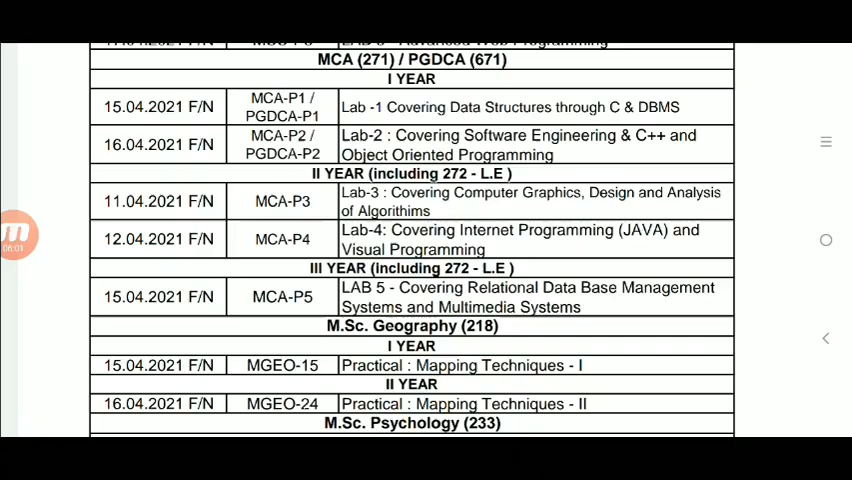 MCA (271) / PGDCA (671)
I YEAR
15.04.2021 F/N MCA-P1 / PGDCA-P1 Lab -1 Covering Data Structures through C & DBMS
16.04.2021 F/N MCA-P2 / PGDCA-P2 Lab-2 : Covering Software Engineering & C++ and
Object Oriented Programming
II YEAR (including 272 - L.E )
11.04.2021 F/N MCA-P3 Lab-3 : Covering Computer Graphics, Design and Analysis
of Algorithims
12.04.2021 F/N MCA-P4 Lab-4: Covering Internet Programming (JAVA) and
Visual Programming
III YEAR (including 272 - L.E )
15.04.2021 F/N MCA-P5 LAB 5 - Covering Relational Data Base Management
Systems and Multimedia Systems
M.Sc. Geography (218)
I YEAR
15.04.2021 F/N MGEO-15 Practical : Mapping Techniques - I
II YEAR
16.04.2021 F/N MGEO-24 Practical : Mapping Techniques - II
M.Sc. Psychology (233)
06:01